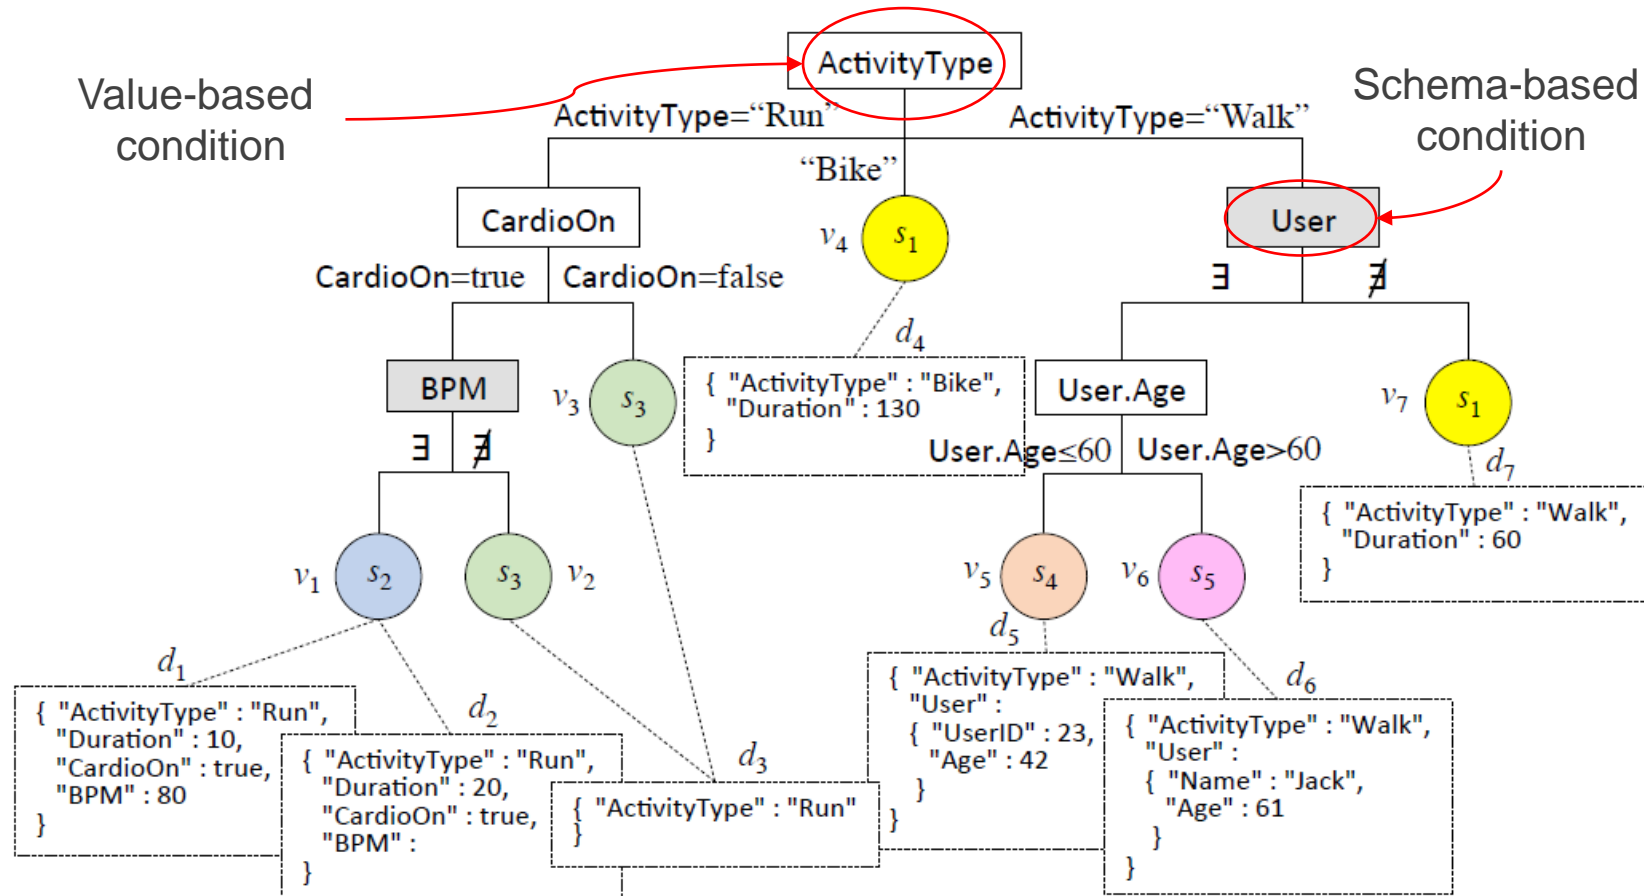 ActivityType
Value-based
condition
Schema-based
condition
ActivityType=“Run”
ActivityType=“Walk”
“Bike”
CardioOn
v4
s1
User
CardioOn=true
CardioOn=false
∃
∄
d4
BPM
v3
s3
{ "ActivityType" : "Bike",
"Duration" : 130
}
User.Age
v7
s1
∃
∄
User.Age≤60
User.Age>60
d7
{ "ActivityType" : "Walk",
"Duration" : 60
}
v1
s2
s3
v2
v5
s4
v6
s5
d1
{ "ActivityType" : "Run",
"Duration" : 10,
"CardioOn" : true,
"BPM" : 80
}
d2
{ "ActivityType" : "Run",
"Duration" : 20,
"CardioOn" : true,
"BPM" :
}
d3
{ "ActivityType" : "Run"
}
d5
{ "ActivityType" : "Walk",
"User" :
{ "UserID" : 23,
"Age" : 42
}
}
d6
{ "ActivityType" : "Walk",
"User" :
{ "Name" : "Jack",
"Age" : 61
}
}